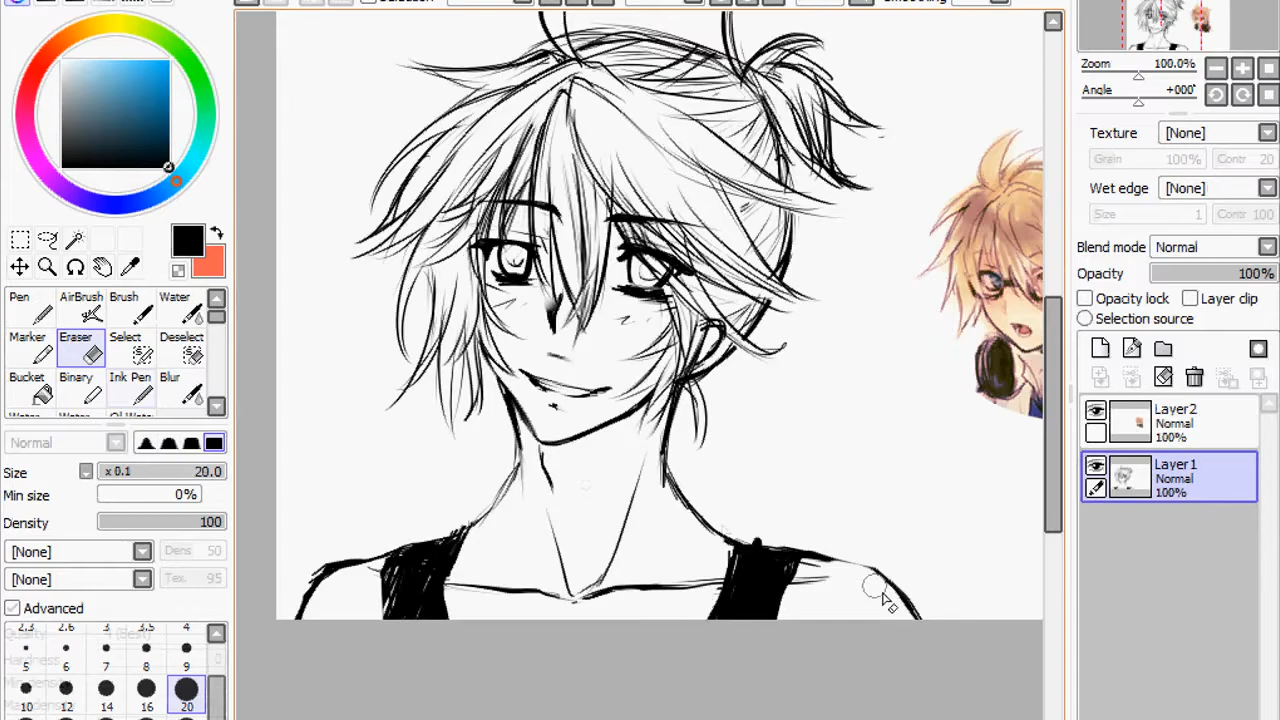 Zoom 100.0%
Angle +000°
Texture [None]
Grain 100% Contr 20
Wet edge [None]
Size 1 Contr 100
Blend mode Normal
Opacity 100%
Opacity lock Layer clip
Selection source
Layer2
Normal
100%
Layer1
Normal
100%
Pen AirBrush Brush Water
Marker Eraser Select Deselect
Bucket Binary Ink Pen Blur
Normal
Size x 0.1 20.0
Min size 0%
Density 100
[None] Dens 50
[None] Tex. 95
Advanced
2.3 2.6 3 3.5 4
5 6 7 8 9
10 12 14 16 20